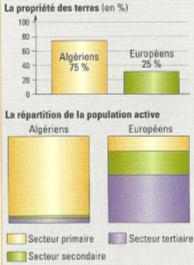 La propriété des terres (en %)
100
80
60
40
20
0
Algériens
75 %
Européens
25 %
La répartition de la population active
Algériens
Européens
Secteur primaire
Secteur tertiaire
Secteur secondaire